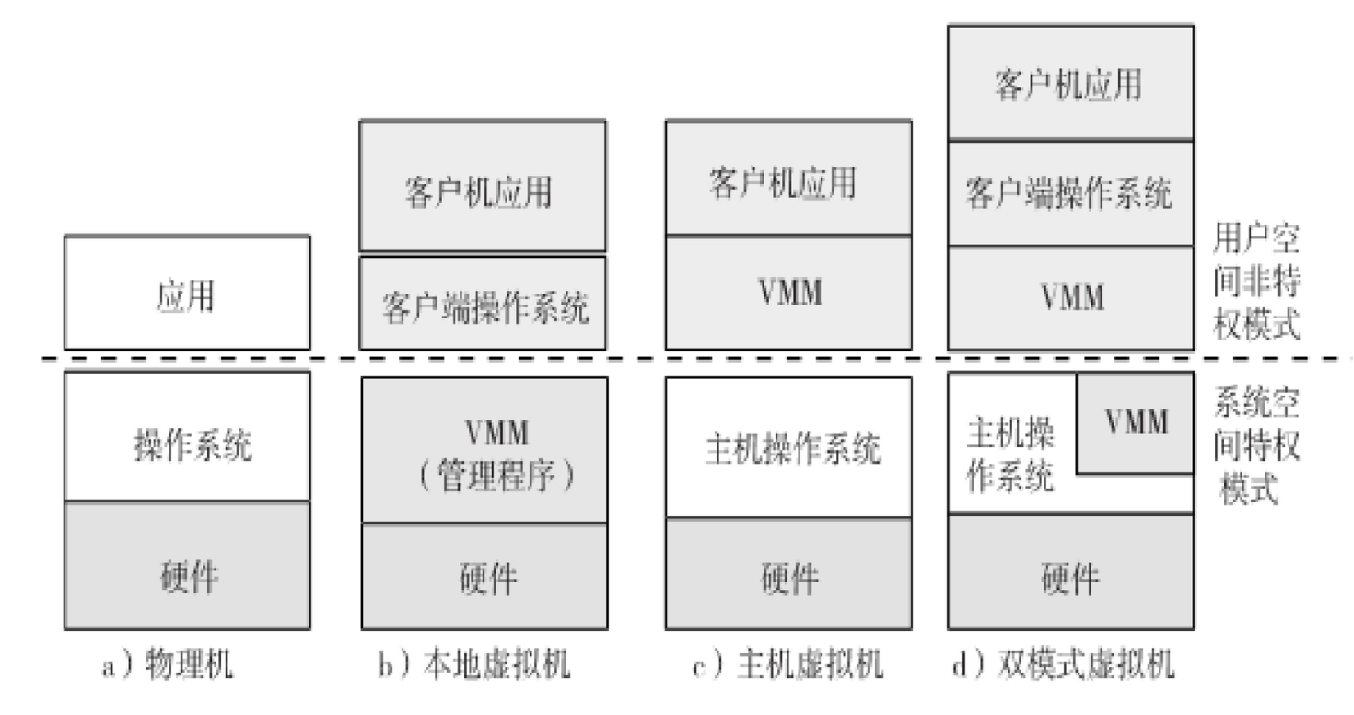 应用
操作系统
硬件
a）物理机
客户机应用
客户端操作系统
VMM
（管理程序）
硬件
b）本地虚拟机
客户机应用
VMM
主机操作系统
硬件
c）主机虚拟机
客户机应用
客户端操作系统
VMM
主机操
作系统
VMM
硬件
d）双模式虚拟机
用户空
间非特
权模式
系统空
间特权
模式